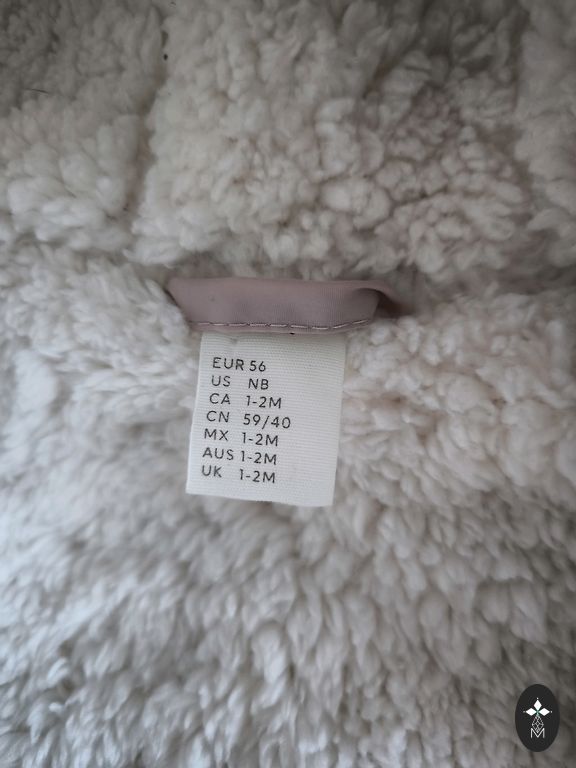 EUR 56
US NB
CA 1-2M
CN 59/40
MX 1-2M
AUS 1-2M
UK 1-2M
M